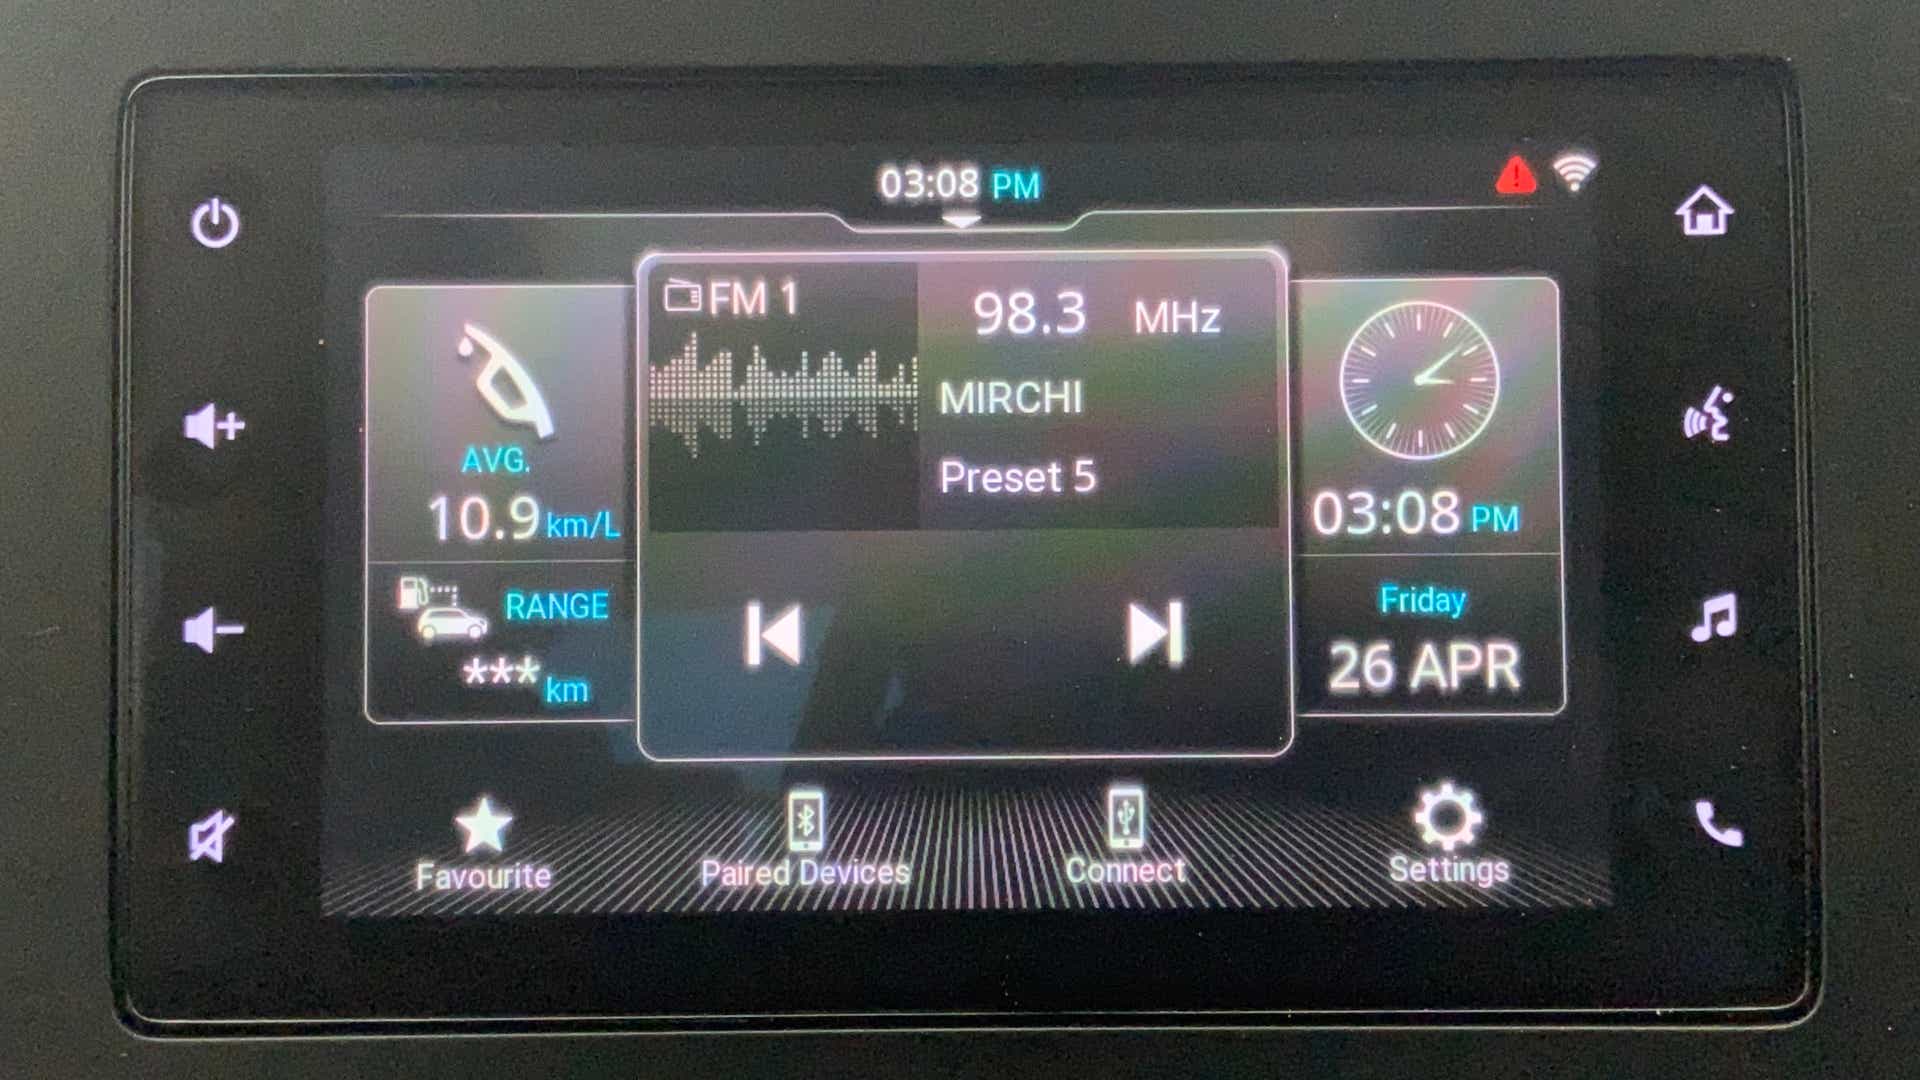 03:08 PM
FM 1
98.3 MHz
MIRCHI
Preset 5
AVG.
10.9 km/L
RANGE
*** km
03:08 PM
Friday
26 APR
Favourite
Paired Devices
Connect
Settings